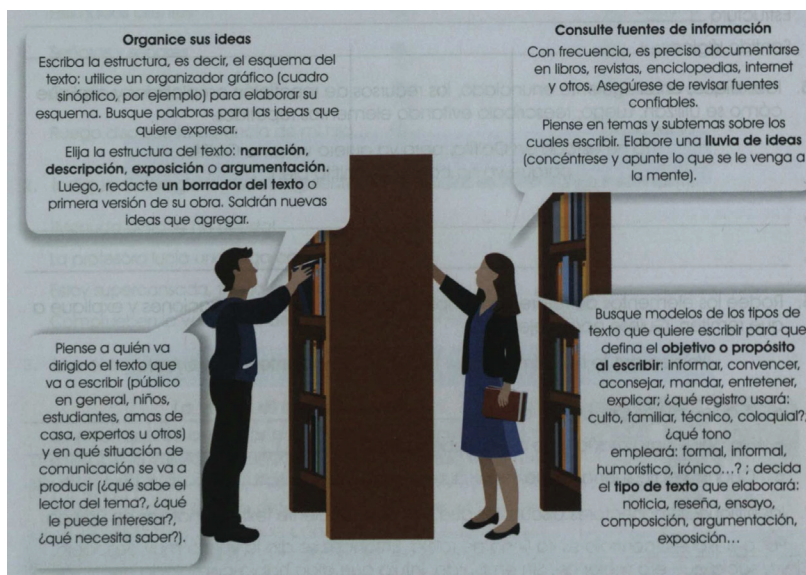 Organice sus ideas
Escriba la estructura, es decir, el esquema del
texto: utilice un organizador gráfico (cuadro
sinóptico, por ejemplo) para elaborar su
esquema. Busque palabras para las ideas que
quiere expresar.
Elija la estructura del texto: narración,
descripción, exposición o argumentación.
Luego, redacte un borrador del texto o
primera versión de su obra. Saldrán nuevas
ideas que agregar.
Consulte fuentes de información
Con frecuencia, es preciso documentarse
en libros, revistas, enciclopedias, internet
y otros. Asegúrese de revisar fuentes
confiables.
Piense en temas y subtemas sobre los
cuales escribir. Elabore una lluvia de ideas
(concéntrese y apunte lo que se le venga a
la mente).
Piense a quién va
dirigido el texto que
va a escribir (público
en general, niños,
estudiantes, amas de
casa, expertos u otros)
y en qué situación de
comunicación se va a
producir (¿qué sabe el
lector del tema?, ¿qué
le puede interesar?,
¿qué necesita saber?).
Busque modelos de los tipos de
texto que quiere escribir para que
defina el objetivo o propósito
al escribir: informar, convencer,
aconsejar, mandar, entretener,
explicar; ¿qué registro usará:
culto, familiar, técnico, coloquial?,
¿qué tono
empleará: formal, informal,
humorístico, irónico...? ; decida
el tipo de texto que elaborará:
noticia, reseña, ensayo,
composición, argumentación,
exposición...